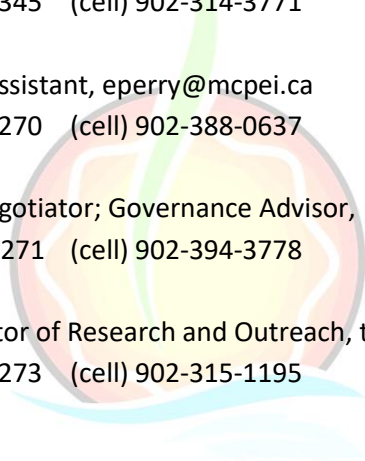 345 (cell) 902-314-3771
ssistant, eperry@mcpei.ca
270 (cell) 902-388-0637
gotiator; Governance Advisor,
271 (cell) 902-394-3778
tor of Research and Outreach, t
273 (cell) 902-315-1195